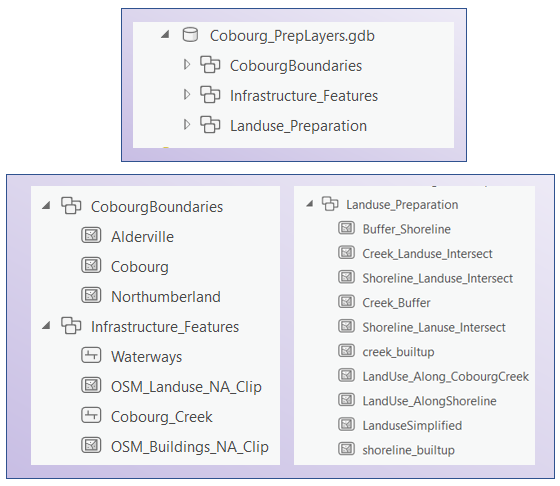 Cobourg_PrepLayers.gdb
CobourgBoundaries
Infrastructure_Features
Landuse_Preparation
CobourgBoundaries
Alderville
Cobourg
Northumberland
Infrastructure_Features
Waterways
OSM_Landuse_NA_Clip
Cobourg_Creek
OSM_Buildings_NA_Clip
Landuse_Preparation
Buffer_Shoreline
Creek_Landuse_Intersect
Shoreline_Landuse_Intersect
Creek_Buffer
Shoreline_Lanuse_Intersect
creek_builtup
LandUse_Along_CobourgCreek
LandUse_AlongShoreline
LanduseSimplified
shoreline_builtup